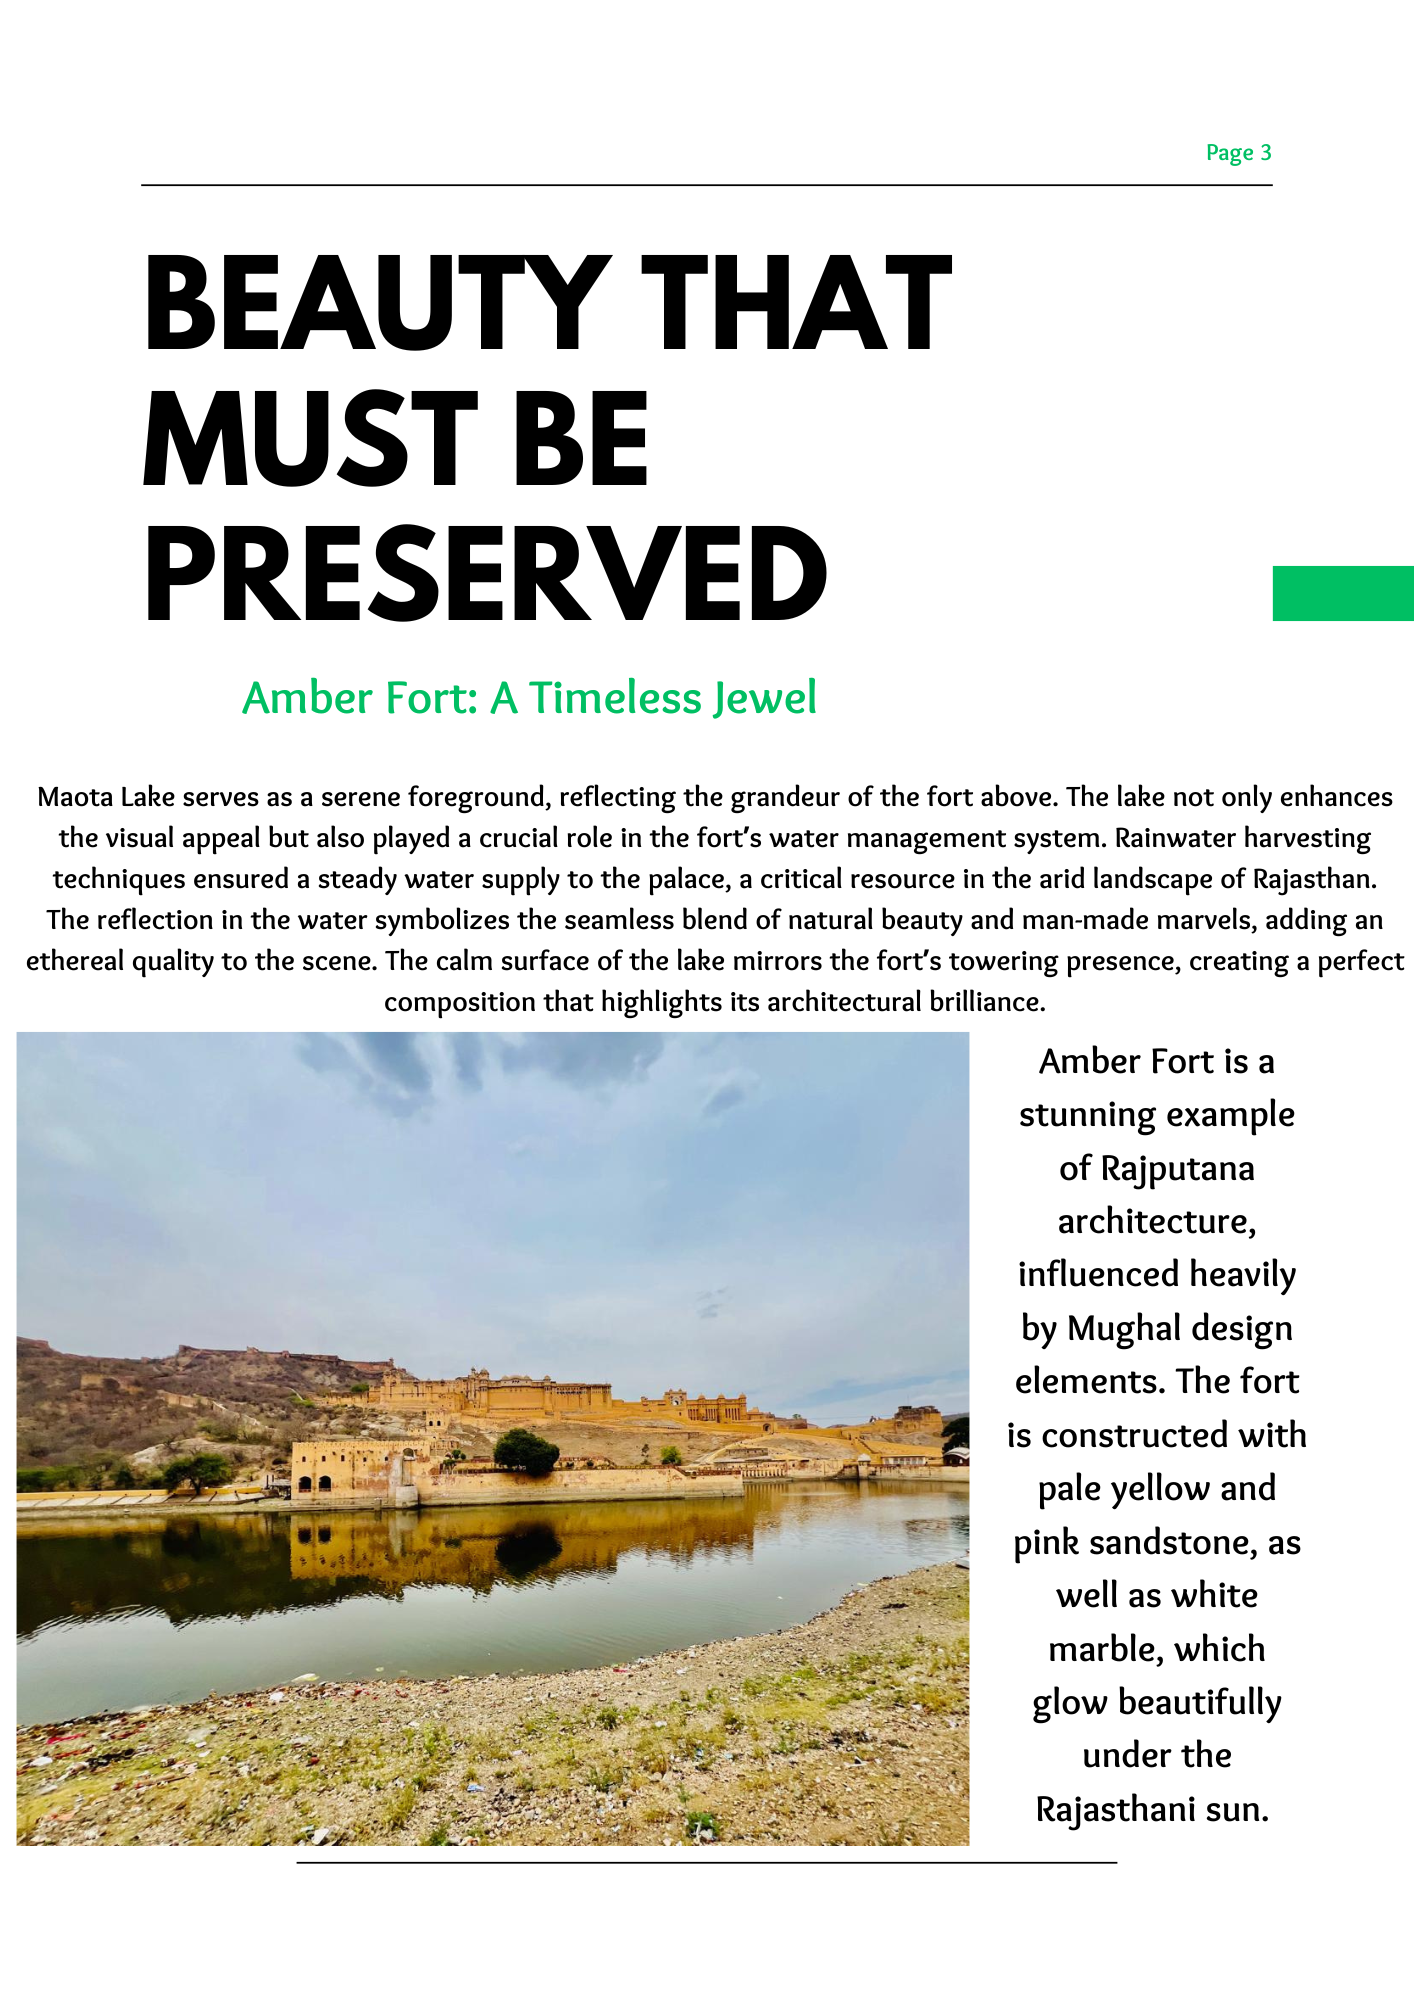 Page 3
BEAUTY THAT
MUST BE
PRESERVED
Amber Fort: A Timeless Jewel
Maota Lake serves as a serene foreground, reflecting the grandeur of the fort above. The lake not only enhances
the visual appeal but also played a crucial role in the fort’s water management system. Rainwater harvesting
techniques ensured a steady water supply to the palace, a critical resource in the arid landscape of Rajasthan.
The reflection in the water symbolizes the seamless blend of natural beauty and man-made marvels, adding an
ethereal quality to the scene. The calm surface of the lake mirrors the fort’s towering presence, creating a perfect
composition that highlights its architectural brilliance.
Amber Fort is a
stunning example
of Rajputana
architecture,
influenced heavily
by Mughal design
elements. The fort
is constructed with
pale yellow and
pink sandstone, as
well as white
marble, which
glow beautifully
under the
Rajasthani sun.